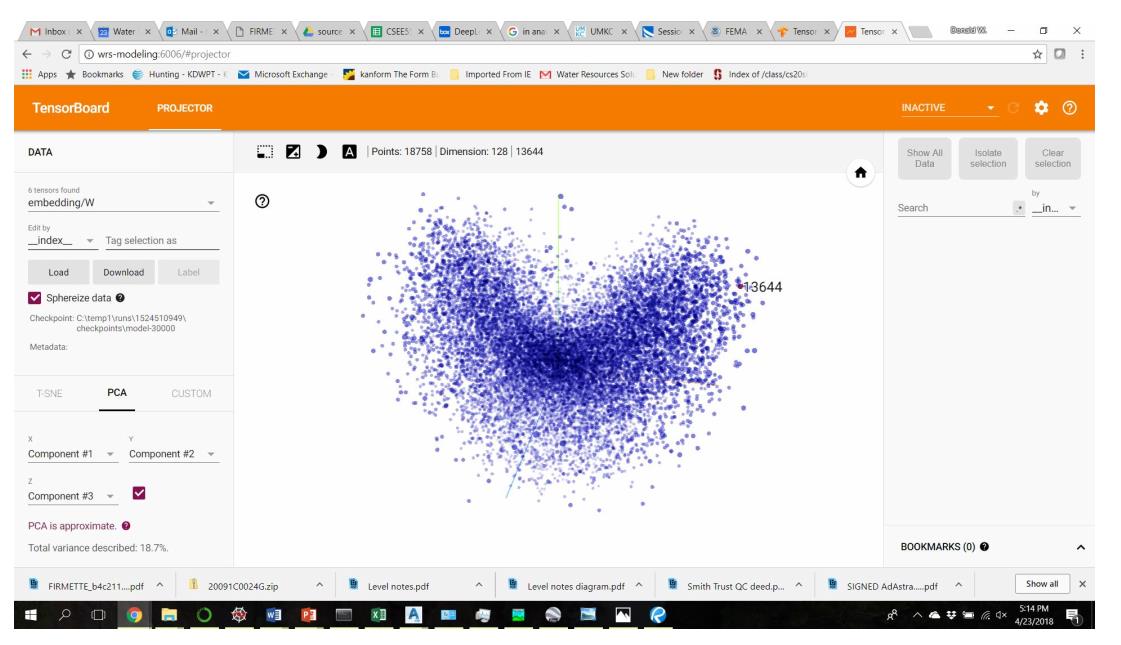 Inbox
Water
Mail -
FIRME
source
CSEE5
DeepL
in ana
UMKC
Sessio
FEMA
Tensor
Tensor
Donald W.
wrs-modeling:6006/#projector
Apps Bookmarks Hunting - KDWPT - K Microsoft Exchange - kanform The Form B Imported From IE Water Resources Solu New folder Index of /class/cs20s
TensorBoard PROJECTOR INACTIVE
DATA
Points: 18758 | Dimension: 128 | 13644
Show All Data
Isolate selection
Clear selection
6 tensors found
embedding/W
by
Search .* __in...
Edit by
__index__ Tag selection as
Load Download Label
Sphereize data
13644
Checkpoint: C:\temp1\runs\1524510949\
checkpoints\model-30000
Metadata:
T-SNE PCA CUSTOM
X Y
Component #1 Component #2
Z
Component #3
PCA is approximate.
Total variance described: 18.7%.
BOOKMARKS (0)
FIRMETTE_b4c211....pdf 20091C0024G.zip Level notes.pdf Level notes diagram.pdf Smith Trust QC deed.p... SIGNED AdAstra.....pdf Show all
5:14 PM
4/23/2018